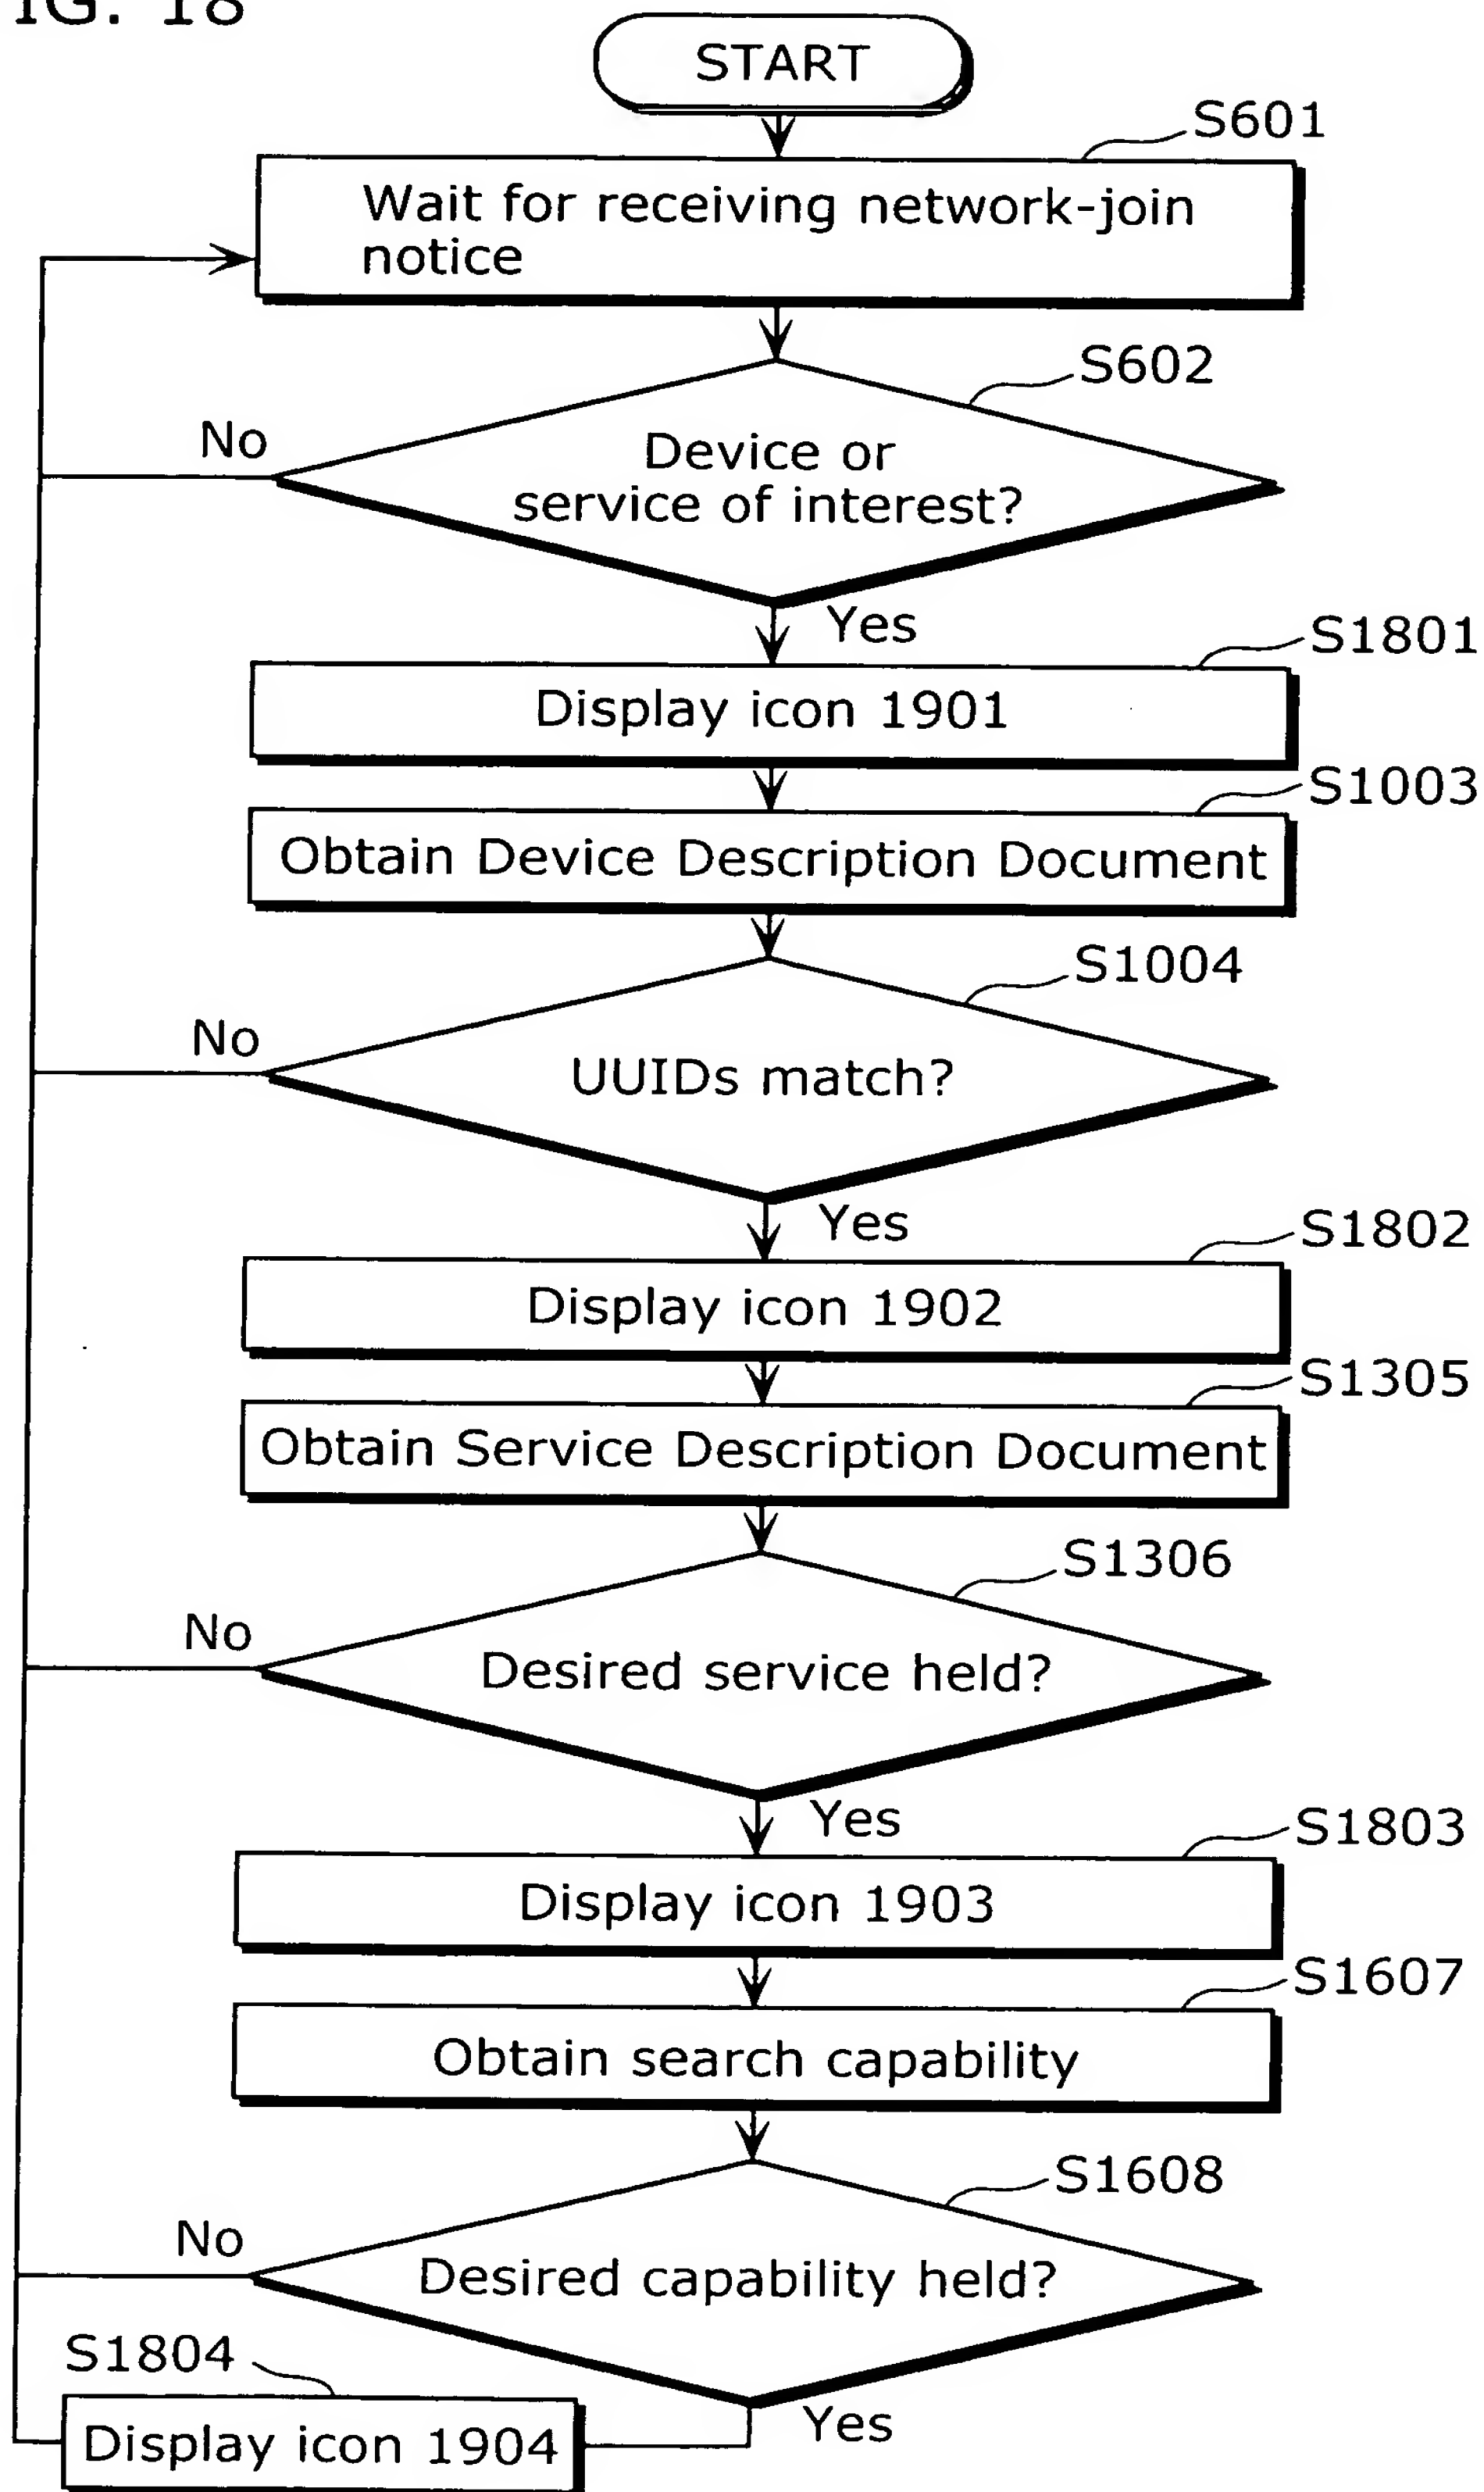 IG. 18
START
S601
Wait for receiving network-join
notice
S602
No
Device or
service of interest?
Yes
S1801
Display icon 1901
S1003
Obtain Device Description Document
S1004
No
UUIDs match?
Yes
S1802
Display icon 1902
S1305
Obtain Service Description Document
S1306
No
Desired service held?
Yes
S1803
Display icon 1903
S1607
Obtain search capability
S1608
No
Desired capability held?
S1804
Yes
Display icon 1904